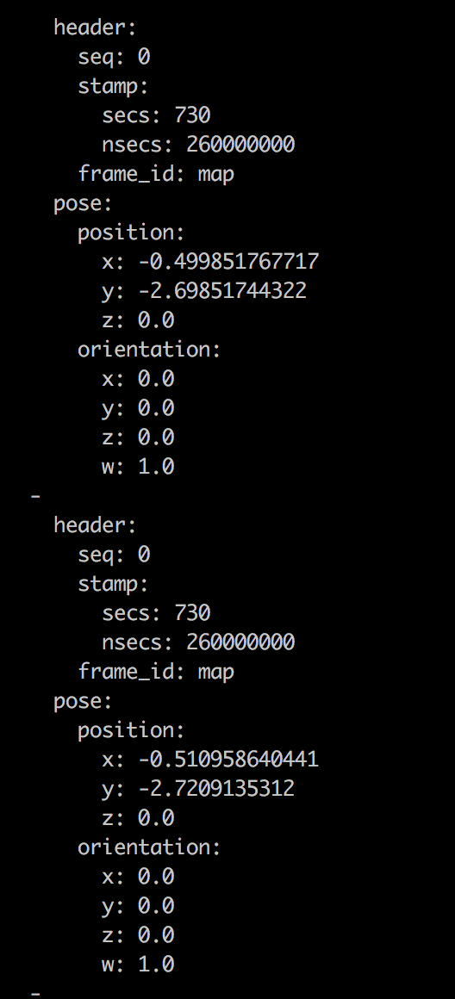 header:
seq: 0
stamp:
secs: 730
nsecs: 260000000
frame_id: map
pose:
position:
x: -0.499851767717
y: -2.69851744322
z: 0.0
orientation:
x: 0.0
y: 0.0
z: 0.0
w: 1.0
-
header:
seq: 0
stamp:
secs: 730
nsecs: 260000000
frame_id: map
pose:
position:
x: -0.510958640441
y: -2.7209135312
z: 0.0
orientation:
x: 0.0
y: 0.0
z: 0.0
w: 1.0
-